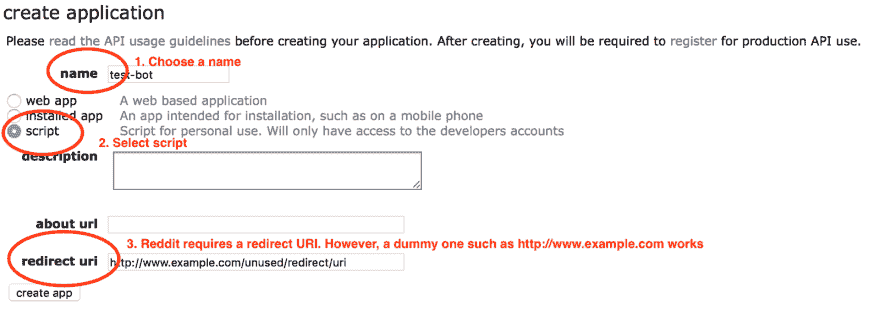 create application
Please read the API usage guidelines before creating your application. After creating, you will be required to register for production API use.
1. Choose a name
name test-bot
web app A web based application
installed app An app intended for installation, such as on a mobile phone
script Script for personal use. Will only have access to the developers accounts
2. Select script
description
about url
3. Reddit requires a redirect URI. However, a dummy one such as http://www.example.com works
redirect uri http://www.example.com/unused/redirect/uri
create app